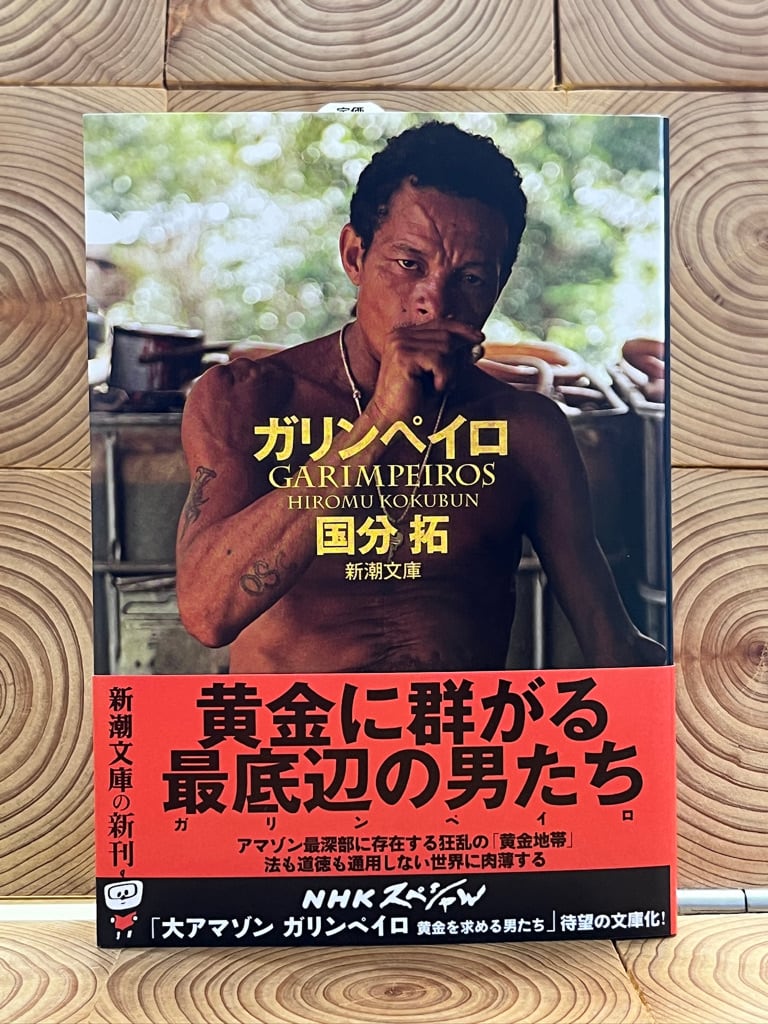 定価
ガリンペイロ
GARIMPEIROS
HIROMU KOKUBUN
国分 拓
新潮文庫
新潮文庫の新刊
黄金に群がる
最底辺の男たち
ガリンペイロ
アマゾン最深部に存在する狂乱の「黄金地帯」
法も道徳も通用しない世界に肉薄する
NHKスペシャル
「大アマゾン ガリンペイロ 黄金を求める男たち」待望の文庫化!